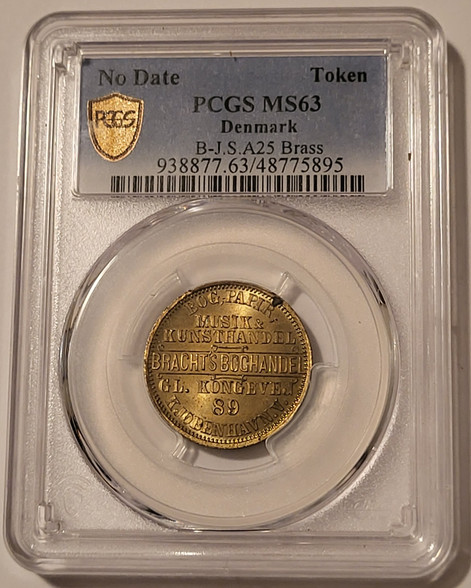 No Date Token
PCGS MS63
Denmark
B-J.S.A25 Brass
938877.63/48775895
PCGS
BOG, PAPIR,
MUSIK &
KUNSTHANDEL
BRACHT'S BOGHANDEL
GL. KONGEVEJ
89
KJØBENHAVN V.